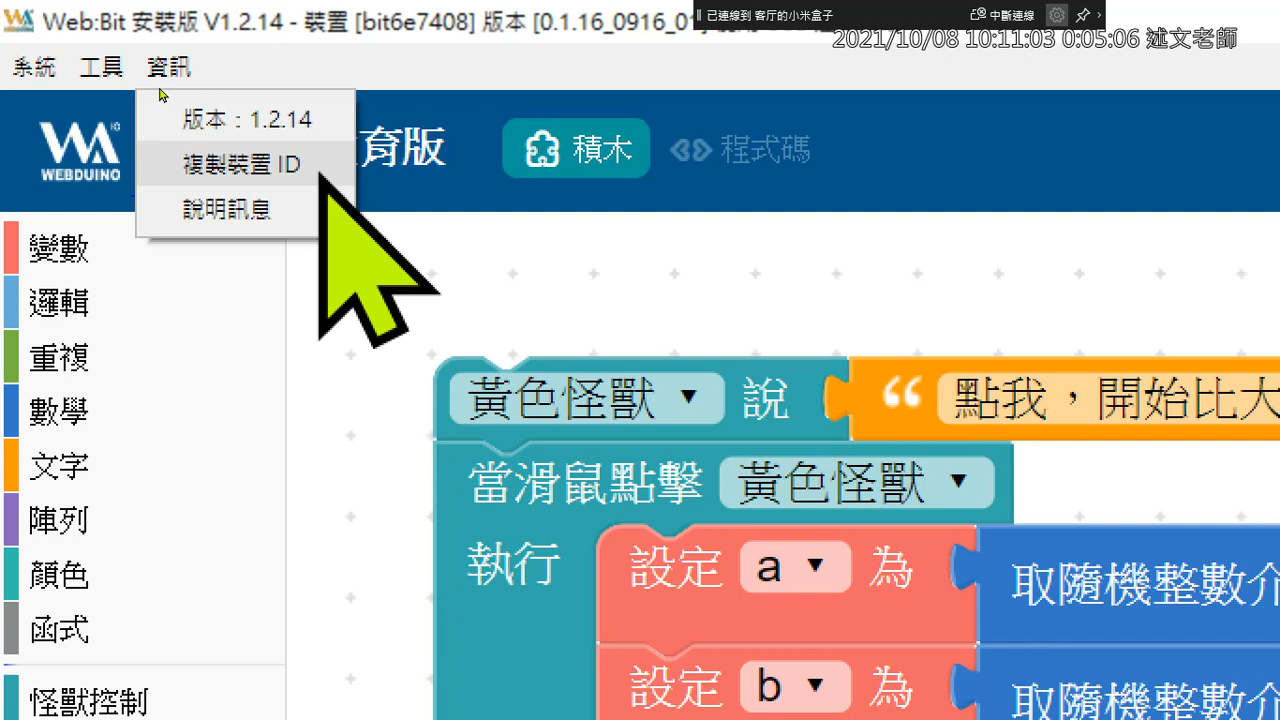 Web:Bit 安裝版 V1.2.14 - 裝置 [bit6e7408] 版本 [0.1.16_0916_01]
已連線到 客厅的小米盒子
中斷連線
2021/10/08 10:11:03 0:05:06 述文老師
系統 工具 資訊
版本：1.2.14
複製裝置 ID
說明訊息
WEBDUINO
育版
積木
程式碼
變數
邏輯
重複
數學
文字
陣列
顏色
函式
怪獸控制
黃色怪獸 ▼ 說 “ 點我，開始比大
當滑鼠點擊 黃色怪獸 ▼
執行 設定 a ▼ 為 取隨機整數介
設定 b ▼ 為 取隨機整數介